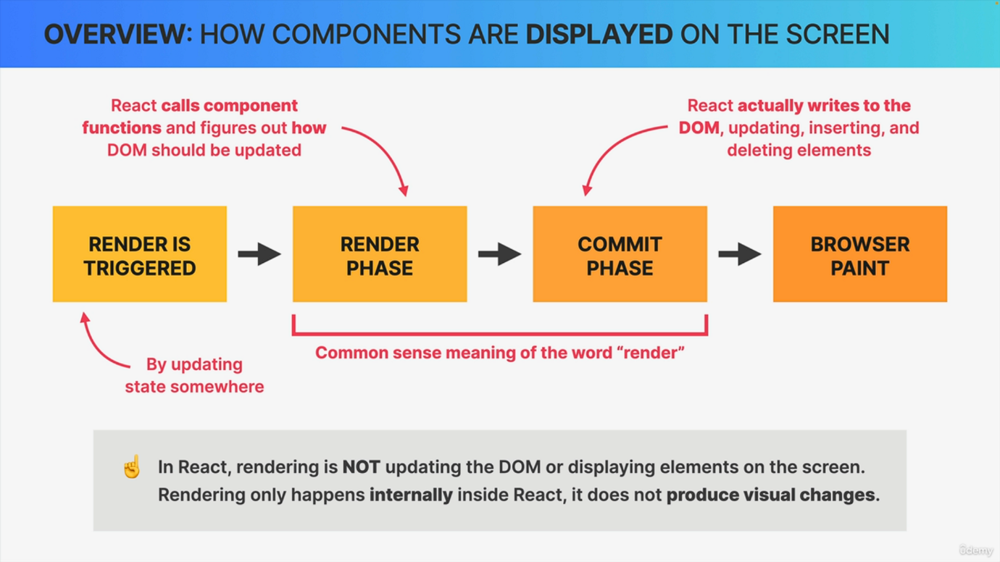 OVERVIEW: HOW COMPONENTS ARE DISPLAYED ON THE SCREEN
React calls component
functions and figures out how
DOM should be updated
React actually writes to the
DOM, updating, inserting, and
deleting elements
RENDER IS
TRIGGERED
RENDER
PHASE
COMMIT
PHASE
BROWSER
PAINT
By updating
state somewhere
Common sense meaning of the word “render”
In React, rendering is NOT updating the DOM or displaying elements on the screen.
Rendering only happens internally inside React, it does not produce visual changes.
ûdemy